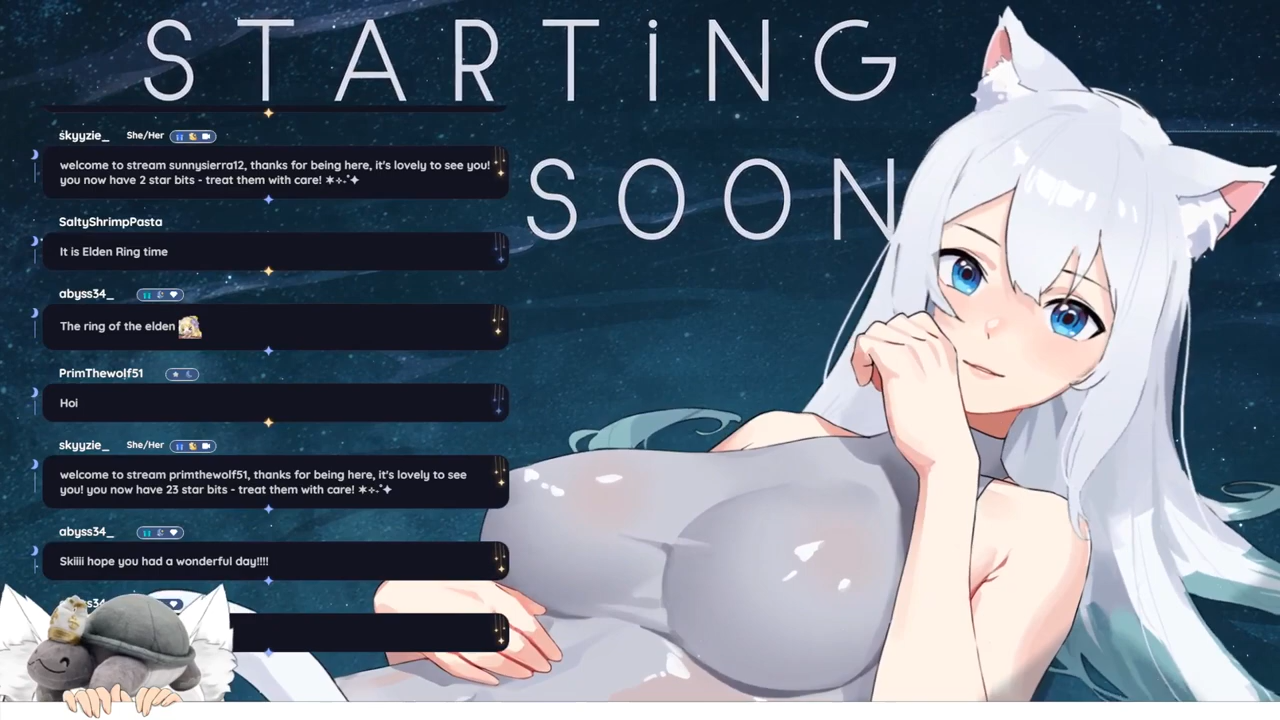 STARTiNG
SOON
skyyzie_ She/Her
welcome to stream sunnysierra12, thanks for being here, it's lovely to see you!
you now have 2 star bits - treat them with care! ✶⊹˖˚✦
SaltyShrimpPasta
It is Elden Ring time
abyss34_
The ring of the elden
PrimThewolf51
Hoi
skyyzie_ She/Her
welcome to stream primthewolf51, thanks for being here, it's lovely to see
you! you now have 23 star bits - treat them with care! ✶⊹˖˚✦
abyss34_
Skiiii hope you had a wonderful day!!!!